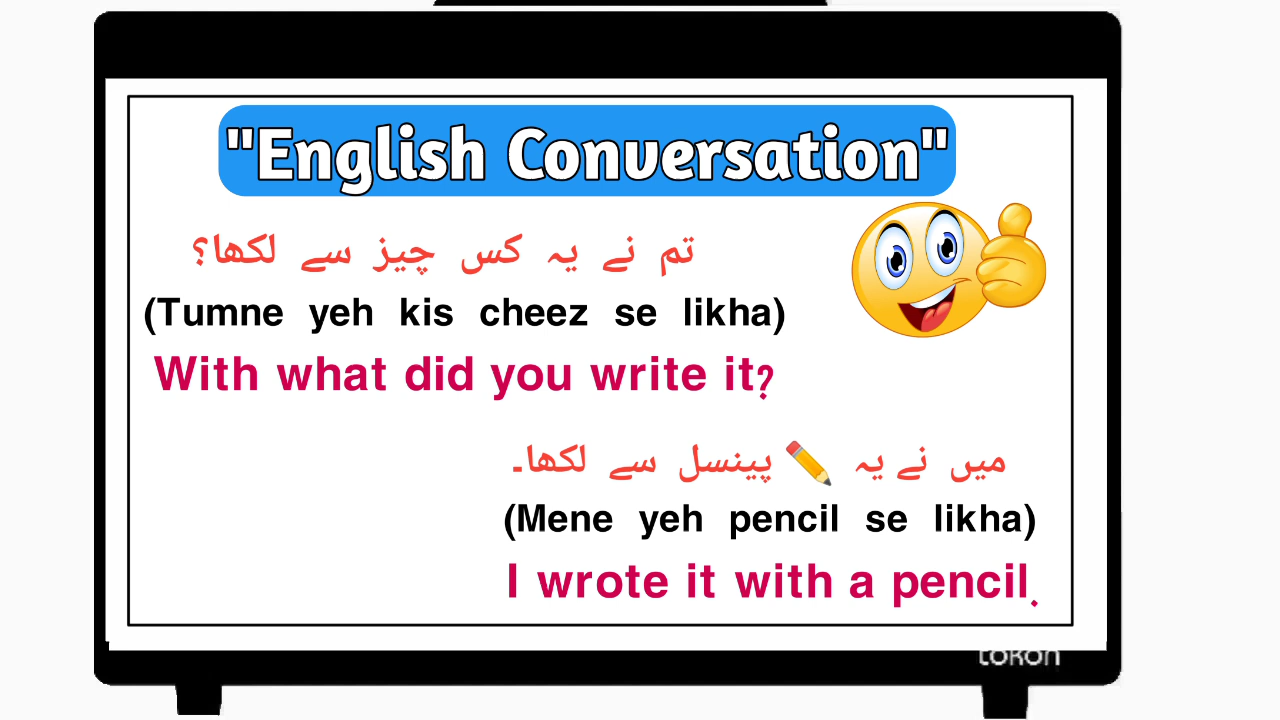 "English Conversation"
تم نے یہ کس چیز سے لکھا؟
(Tumne yeh kis cheez se likha)
With what did you write it?
میں نے یہ ✏️ پینسل سے لکھا۔
(Mene yeh pencil se likha)
I wrote it with a pencil.